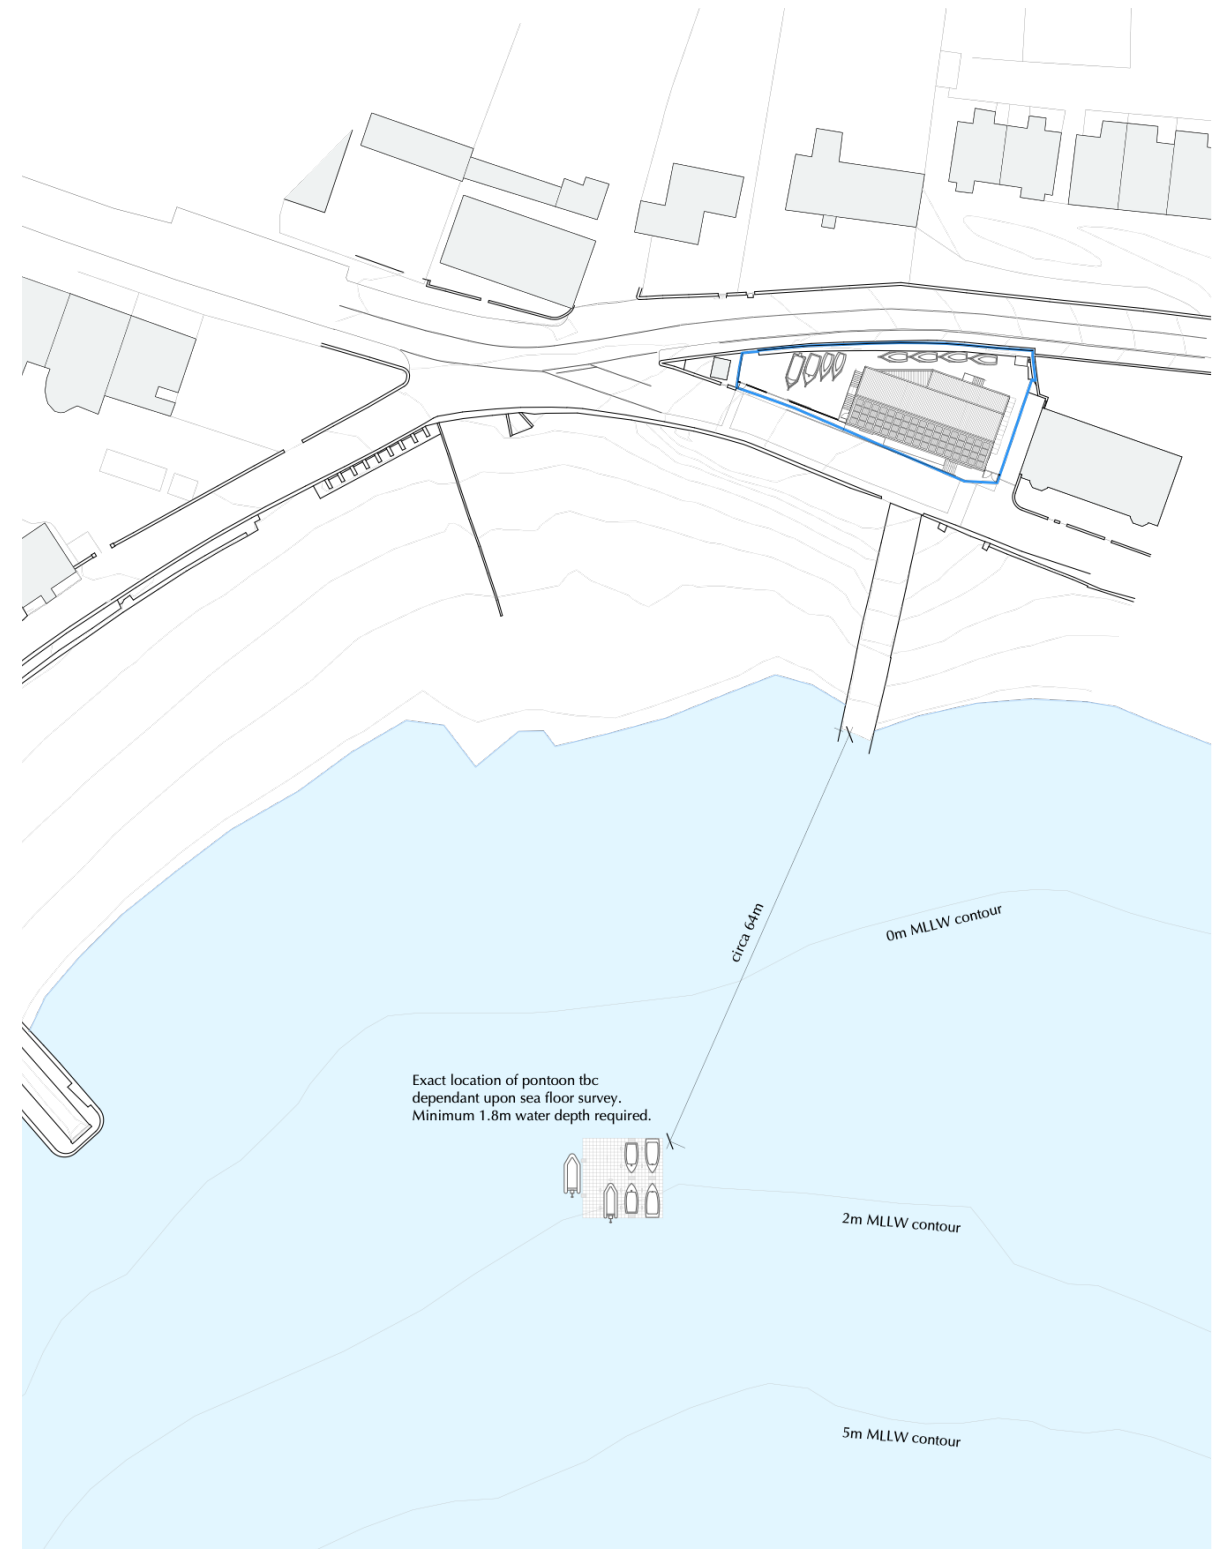 0m MLLW contour
circa 64m
Exact location of pontoon tbc
dependant upon sea floor survey.
Minimum 1.8m water depth required.
2m MLLW contour
5m MLLW contour